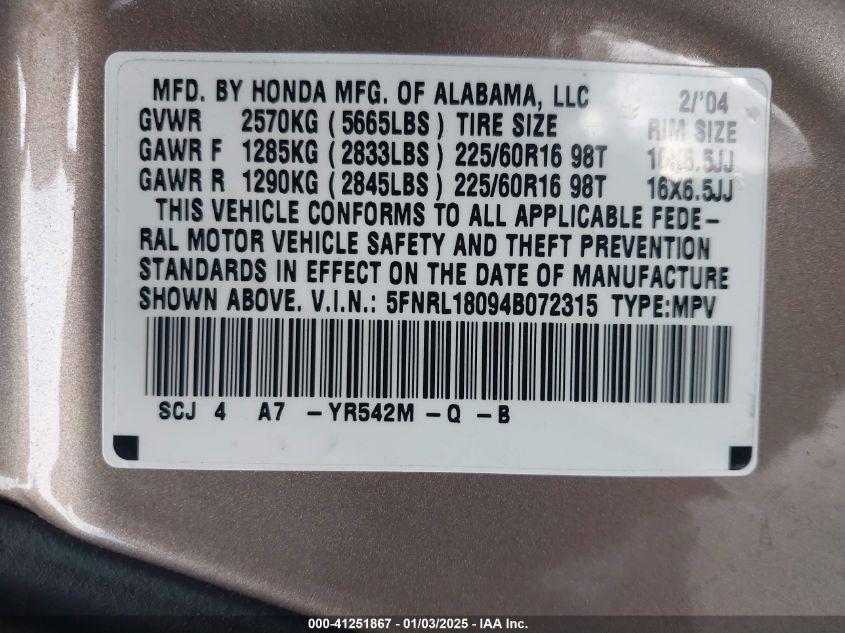 MFD. BY HONDA MFG. OF ALABAMA, LLC 2/'04
GVWR 2570KG ( 5665LBS ) TIRE SIZE RIM SIZE
GAWR F 1285KG ( 2833LBS ) 225/60R16 98T 16X6.5JJ
GAWR R 1290KG ( 2845LBS ) 225/60R16 98T 16X6.5JJ
THIS VEHICLE CONFORMS TO ALL APPLICABLE FEDE-
RAL MOTOR VEHICLE SAFETY AND THEFT PREVENTION
STANDARDS IN EFFECT ON THE DATE OF MANUFACTURE
SHOWN ABOVE. V.I.N.: 5FNRL18094B072315 TYPE:MPV
SCJ 4 A7 -YR542M -Q -B
000-41251867 - 01/03/2025 - IAA Inc.